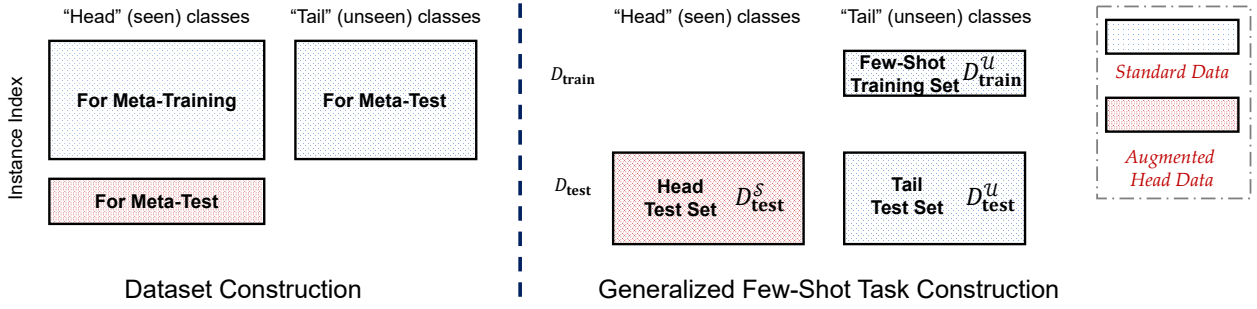 “Head” (seen) classes
“Tail” (unseen) classes
Instance Index
For Meta-Training
For Meta-Test
For Meta-Test
Dataset Construction
“Head” (seen) classes
“Tail” (unseen) classes
D_train
Few-Shot
Training Set D^𝒰_train
D_test
Head
Test Set D^𝒮_test
Tail
Test Set D^𝒰_test
Generalized Few-Shot Task Construction
Standard Data
Augmented
Head Data